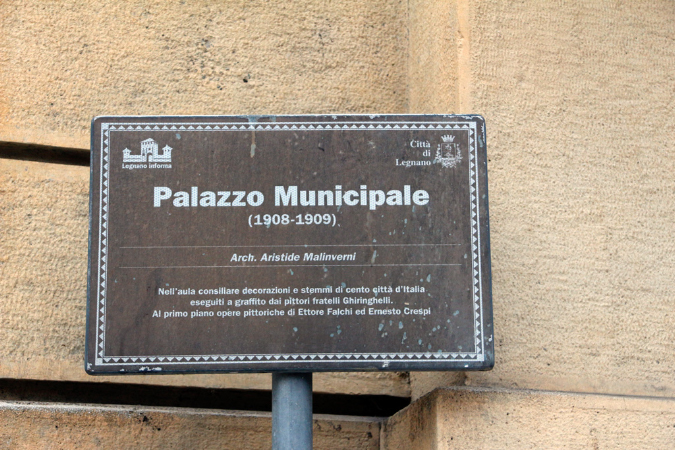 Legnano informa
Città
di
Legnano
Palazzo Municipale
(1908-1909)
Arch. Aristide Malinverni
Nell'aula consiliare decorazioni e stemmi di cento città d'Italia
eseguiti a graffito dai pittori fratelli Ghiringhelli.
Al primo piano opere pittoriche di Ettore Falchi ed Ernesto Crespi